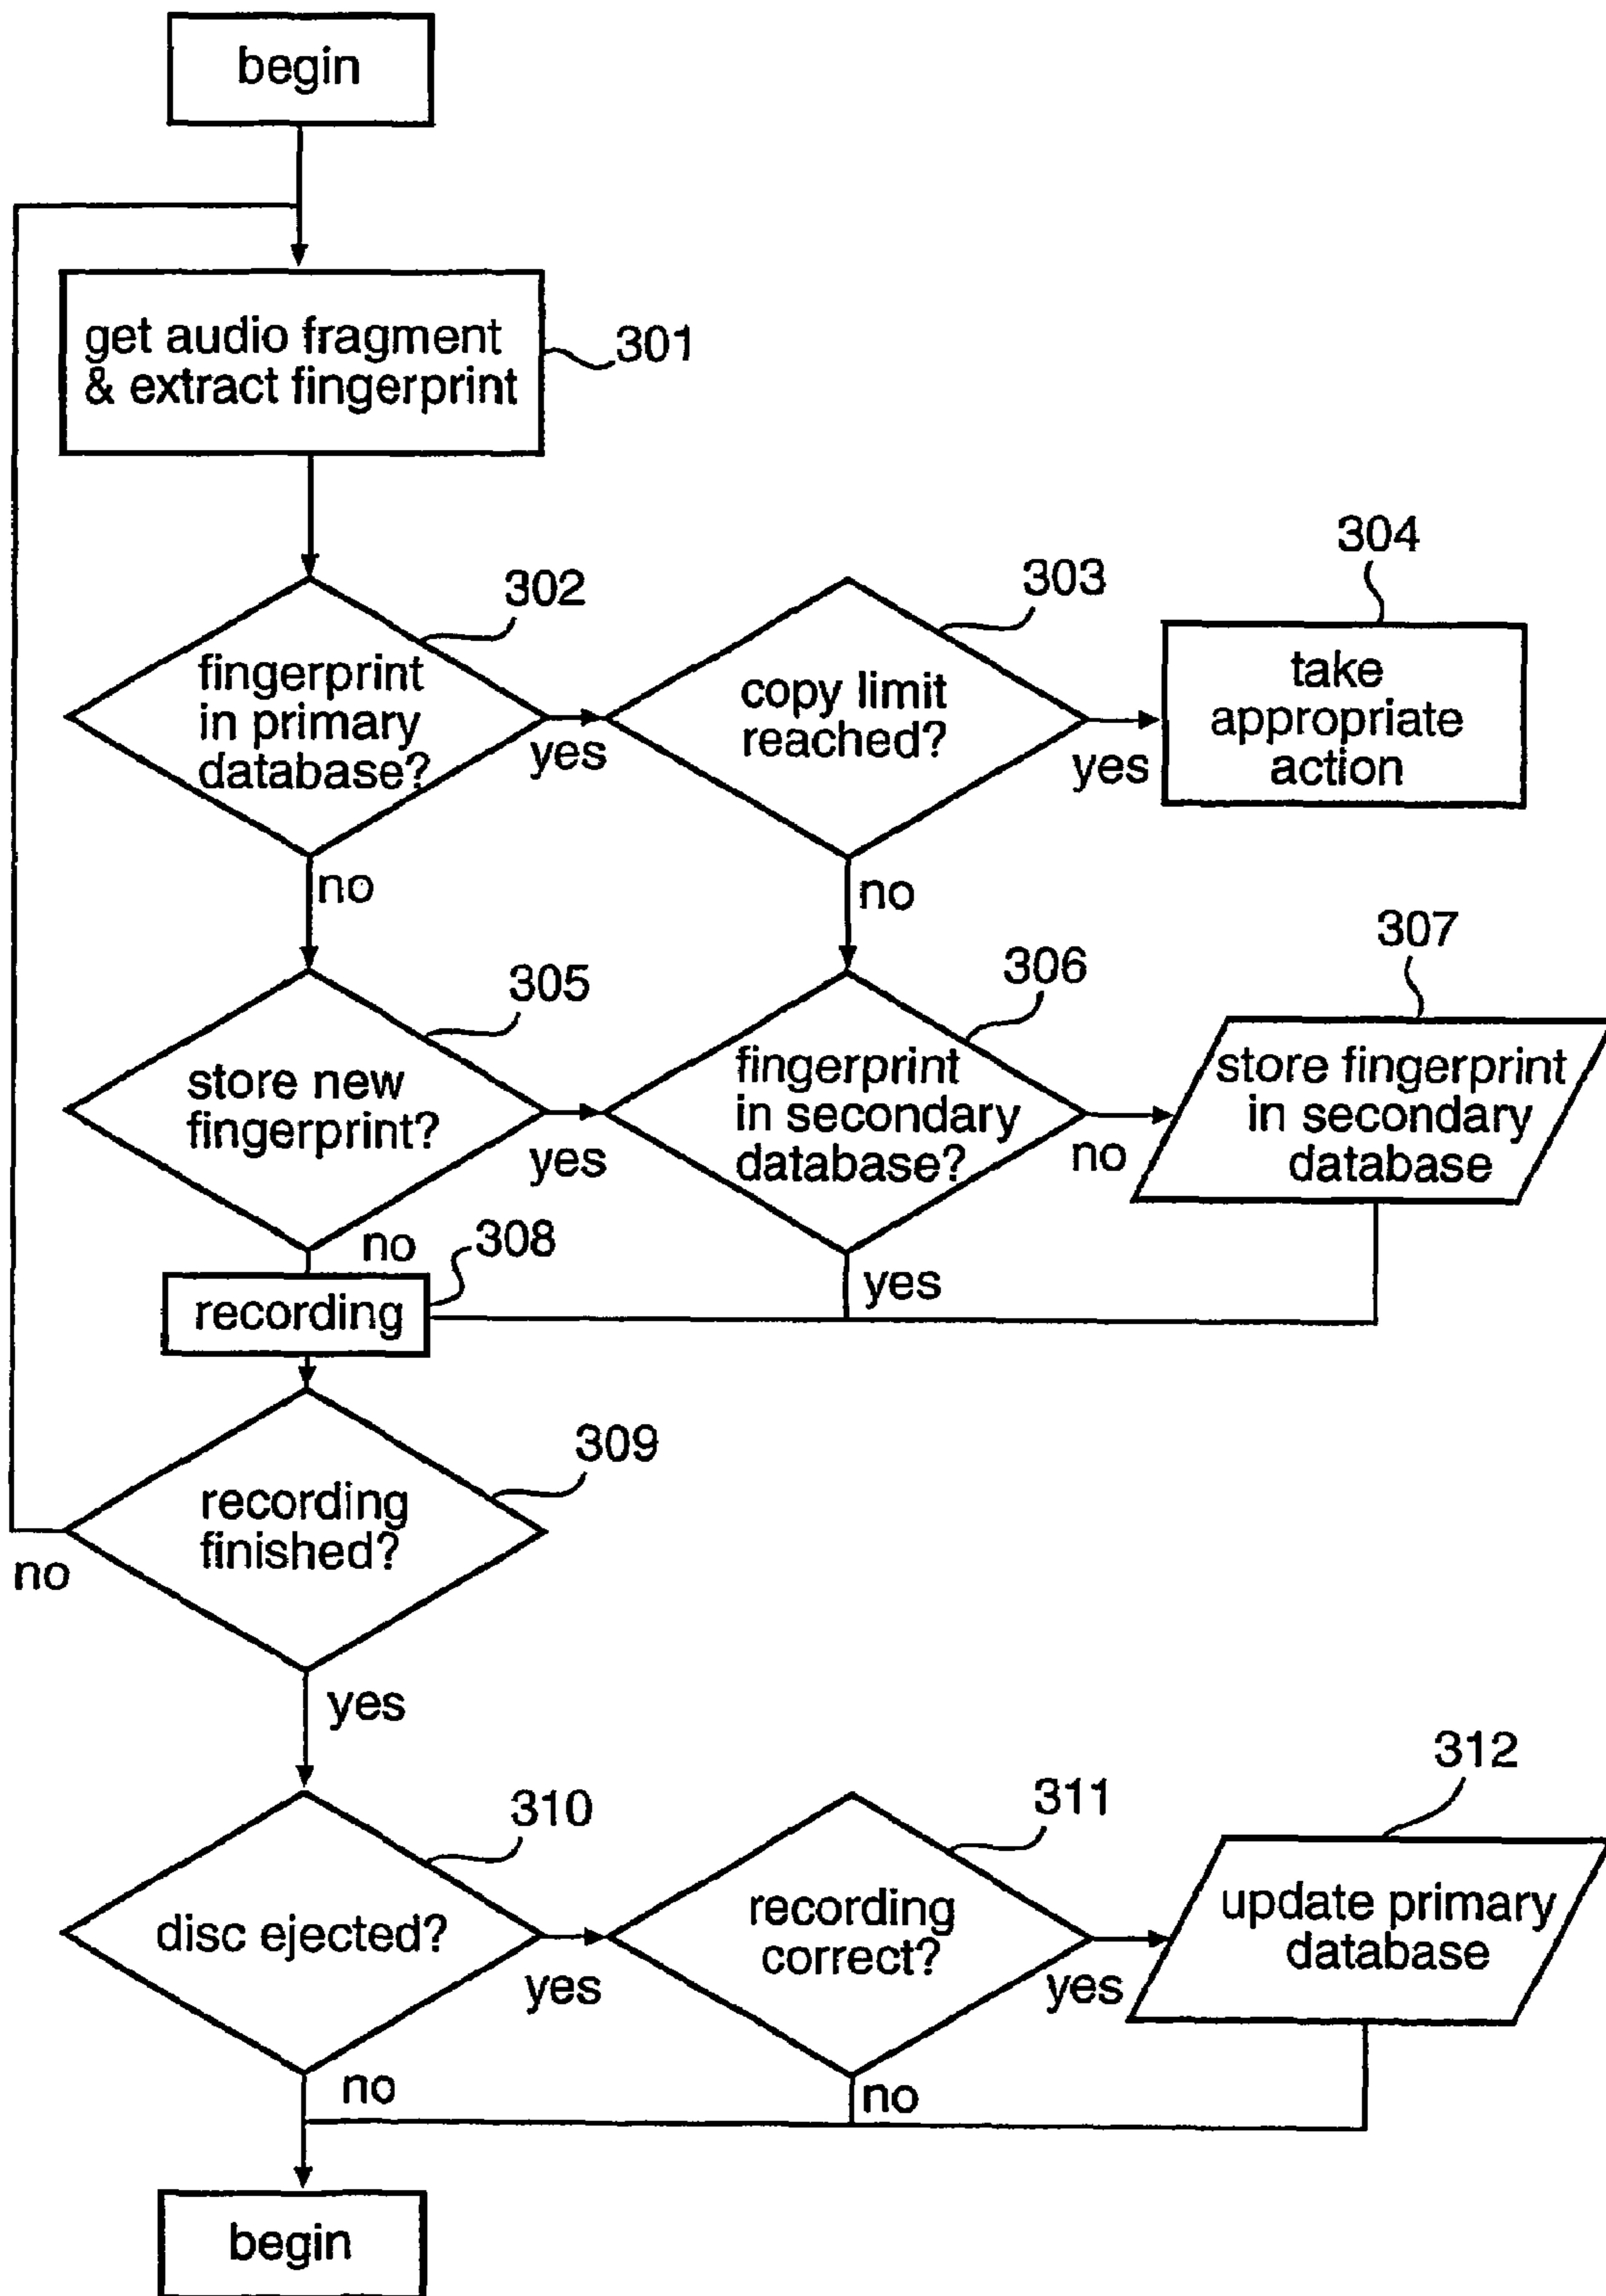 begin
get audio fragment
& extract fingerprint
301
304
302
303
fingerprint
in primary
database?
yes
copy limit
reached?
yes
take
appropriate
action
no
no
307
305
306
store new
fingerprint?
yes
fingerprint
in secondary
database?
no
store fingerprint
in secondary
database
no
308
yes
recording
309
recording
finished?
no
yes
312
310
311
disc ejected?
yes
recording
correct?
yes
update primary
database
no
no
begin